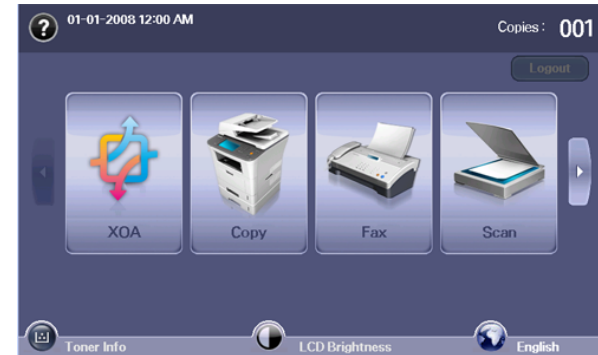 01-01-2008 12:00 AM
Copies : 001
Logout
XOA
Copy
Fax
Scan
Toner Info
LCD Brightness
English